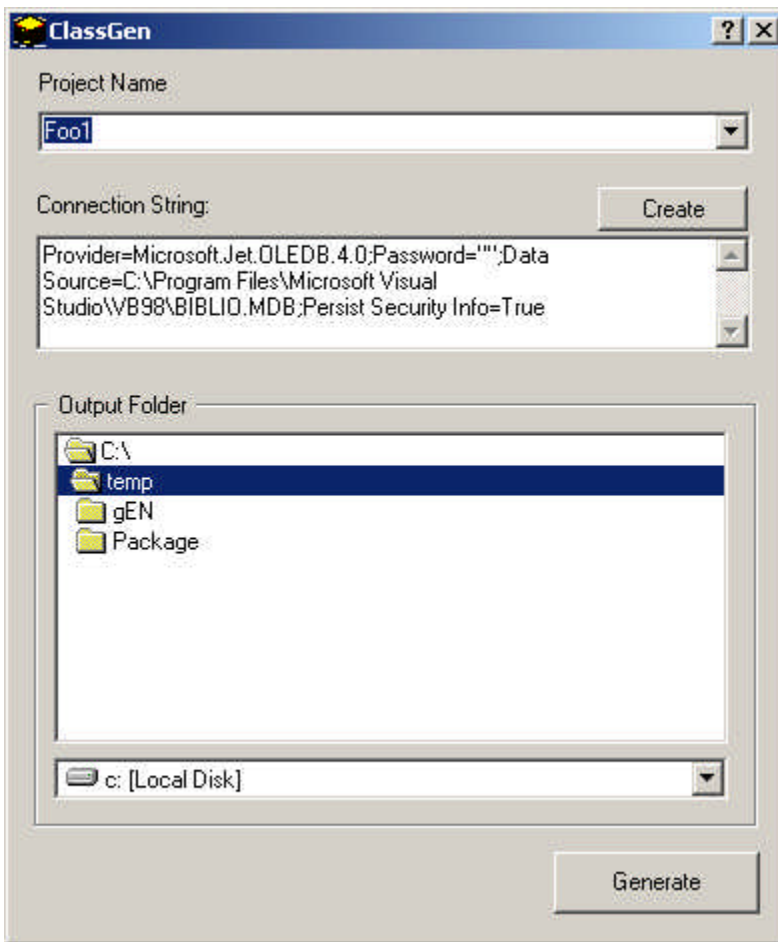 ClassGen
Project Name
Foo1
Connection String:
Create
Provider=Microsoft.Jet.OLEDB.4.0;Password="";Data
Source=C:\Program Files\Microsoft Visual
Studio\VB98\BIBLIO.MDB;Persist Security Info=True
Output Folder
C:\
temp
gEN
Package
c: [Local Disk]
Generate